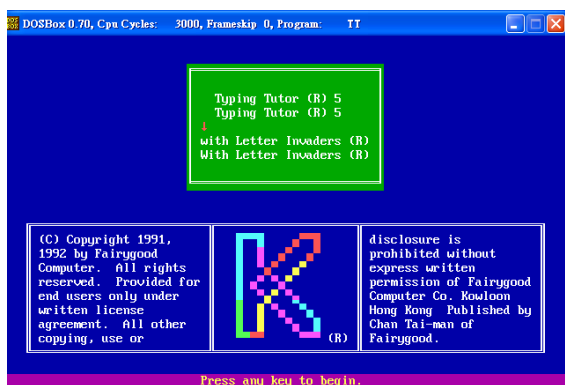 DOSBox 0.70, Cpu Cycles: 3000, Frameskip 0, Program: TT
Typing Tutor (R) 5
Typing Tutor (R) 5
with Letter Invaders (R)
With Letter Invaders (R)
(C) Copyright 1991,
1992 by Fairygood
Computer. All rights
reserved. Provided for
end users only under
written license
agreement. All other
copying, use or
K
(R)
disclosure is
prohibited without
express written
permission of Fairygood
Computer Co. Kowloon
Hong Kong Published by
Chan Tai-man of
Fairygood.
Press any key to begin.